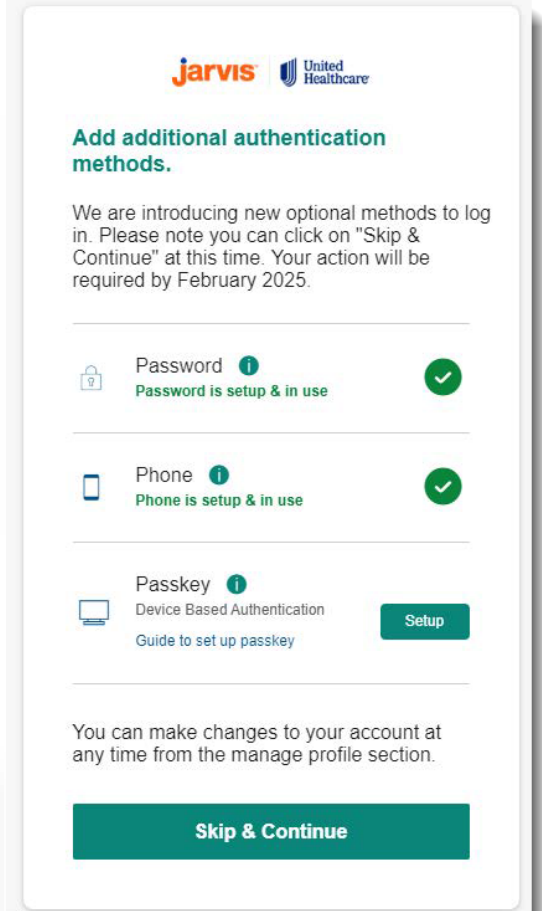 jarvis United
Healthcare
Add additional authentication
methods.
We are introducing new optional methods to log
in. Please note you can click on "Skip &
Continue" at this time. Your action will be
required by February 2025.
Password i
Password is setup & in use
Phone i
Phone is setup & in use
Passkey i
Device Based Authentication
Setup
Guide to set up passkey
You can make changes to your account at
any time from the manage profile section.
Skip & Continue